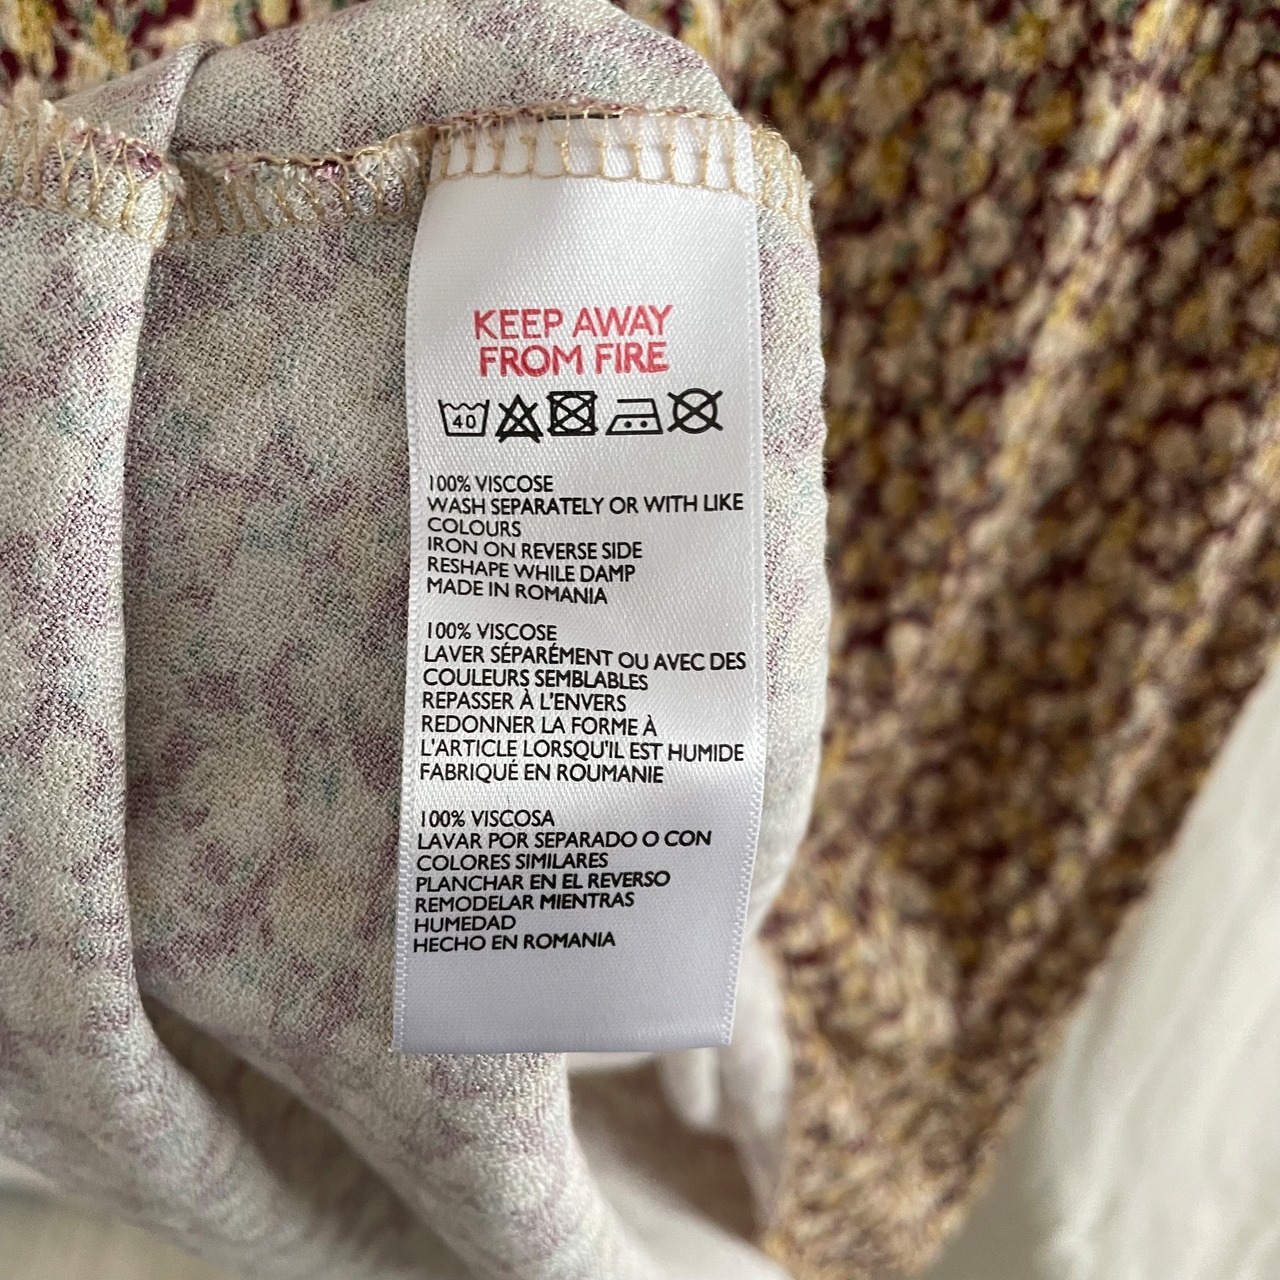 KEEP AWAY
FROM FIRE
40
100% VISCOSE
WASH SEPARATELY OR WITH LIKE
COLOURS
IRON ON REVERSE SIDE
RESHAPE WHILE DAMP
MADE IN ROMANIA
100% VISCOSE
LAVER SÉPARÉMENT OU AVEC DES
COULEURS SEMBLABLES
REPASSER À L'ENVERS
REDONNER LA FORME À
L'ARTICLE LORSQU'IL EST HUMIDE
FABRIQUÉ EN ROUMANIE
100% VISCOSA
LAVAR POR SEPARADO O CON
COLORES SIMILARES
PLANCHAR EN EL REVERSO
REMODELAR MIENTRAS
HUMEDAD
HECHO EN ROMANIA